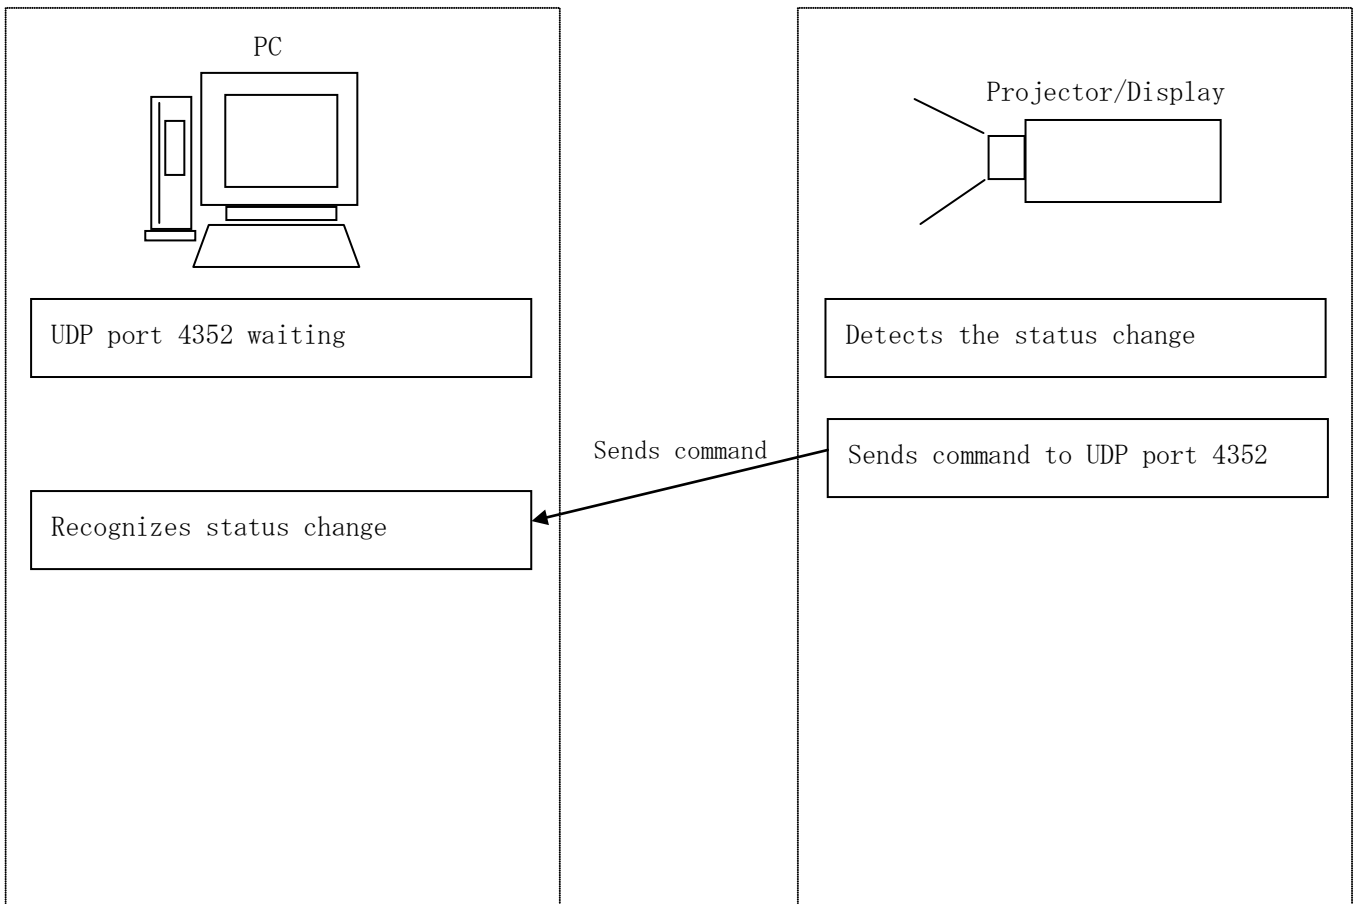 PC
Projector/Display
UDP port 4352 waiting
Detects the status change
Sends command
Sends command to UDP port 4352
Recognizes status change